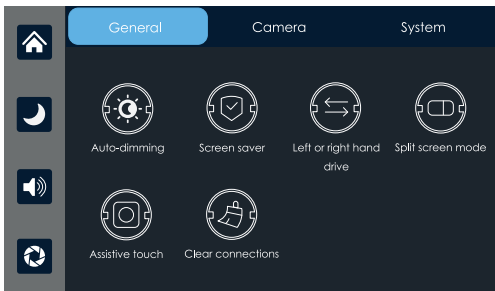 General Camera System
Auto-dimming Screen saver Left or right hand Split screen mode
drive
Assistive touch Clear connections